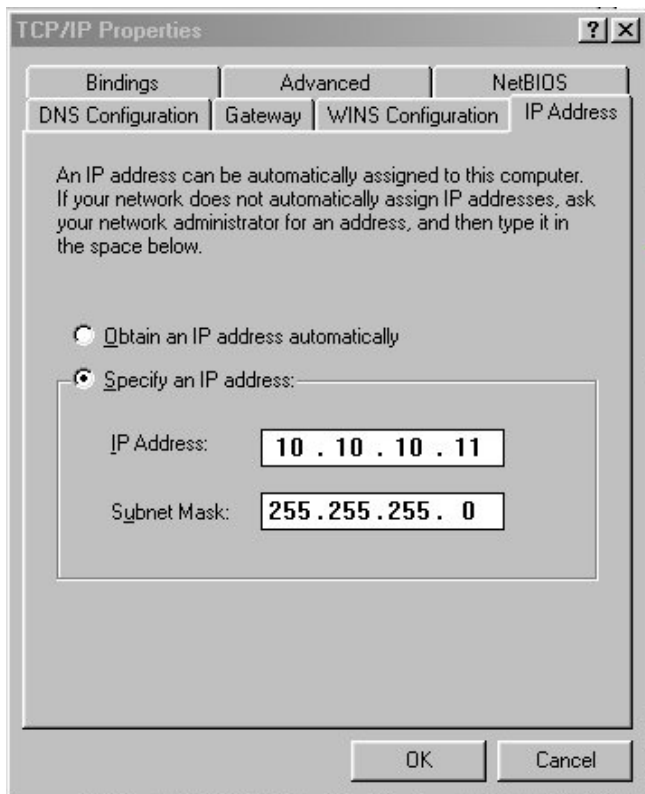 TCP/IP Properties
? X
Bindings Advanced NetBIOS
DNS Configuration Gateway WINS Configuration IP Address
An IP address can be automatically assigned to this computer.
If your network does not automatically assign IP addresses, ask
your network administrator for an address, and then type it in
the space below.
Obtain an IP address automatically
Specify an IP address:
IP Address: 10 . 10 . 10 . 11
Subnet Mask: 255 . 255 . 255 . 0
OK Cancel